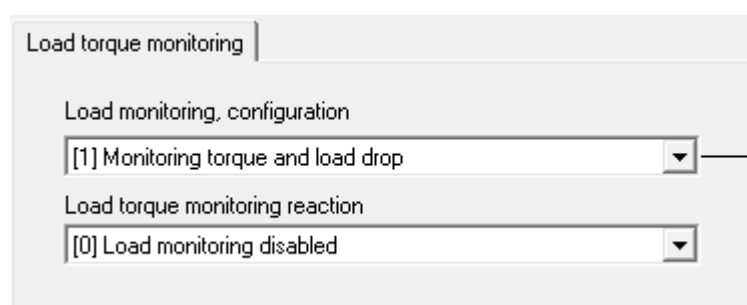 Load torque monitoring
Load monitoring, configuration
[1] Monitoring torque and load drop
Load torque monitoring reaction
[0] Load monitoring disabled